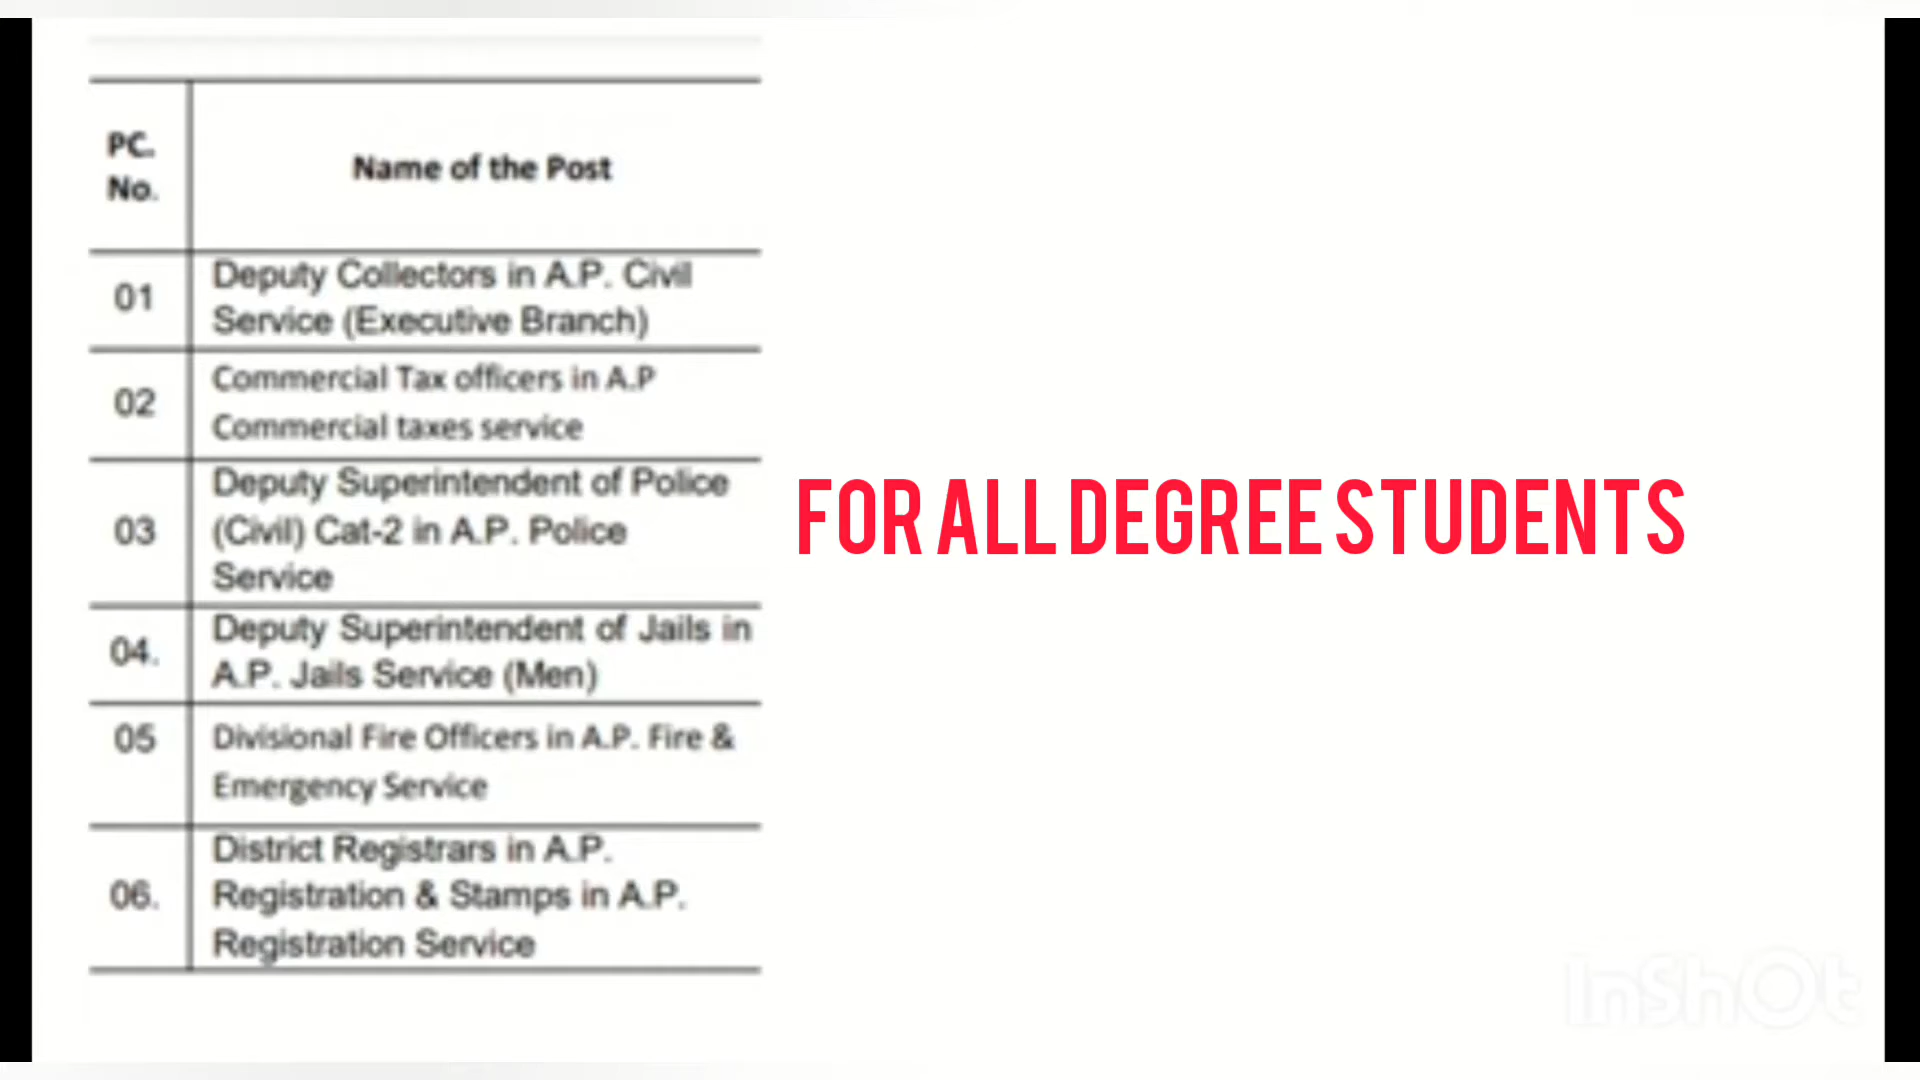 PC.
No.
Name of the Post
01
Deputy Collectors in A.P. Civil
Service (Executive Branch)
02
Commercial Tax officers in A.P
Commercial taxes service
03
Deputy Superintendent of Police
(Civil) Cat-2 in A.P. Police
Service
04.
Deputy Superintendent of Jails in
A.P. Jails Service (Men)
05
Divisional Fire Officers in A.P. Fire &
Emergency Service
06.
District Registrars in A.P.
Registration & Stamps in A.P.
Registration Service
FOR ALL DEGREE STUDENTS
InShOt